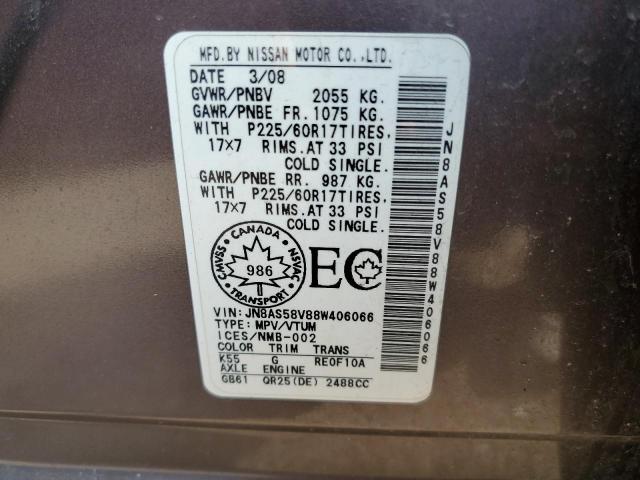 MFD.BY NISSAN MOTOR CO.,LTD.
DATE 3/08
GVWR/PNBV 2055 KG.
GAWR/PNBE FR. 1075 KG.
WITH P225/60R17TIRES,
17×7 RIMS.AT 33 PSI
COLD SINGLE.
GAWR/PNBE RR. 987 KG.
WITH P225/60R17TIRES,
17×7 RIMS.AT 33 PSI
COLD SINGLE.
CANADA
CMVSS NSVAC
986
TRANSPORT
EC
VIN:JN8AS58V88W406066
TYPE:MPV/VTUM
ICES/NMB-002
COLOR TRIM TRANS
K55 G RE0F10A
AXLE ENGINE
GB61 QR25(DE) 2488CC
JN8AS58V88W406066